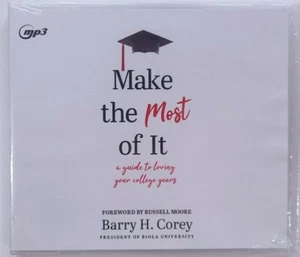 mp3
Make
the Most
of It
a guide to loving
your college years
FOREWORD BY RUSSELL MOORE
Barry H. Corey
PRESIDENT OF BIOLA UNIVERSITY